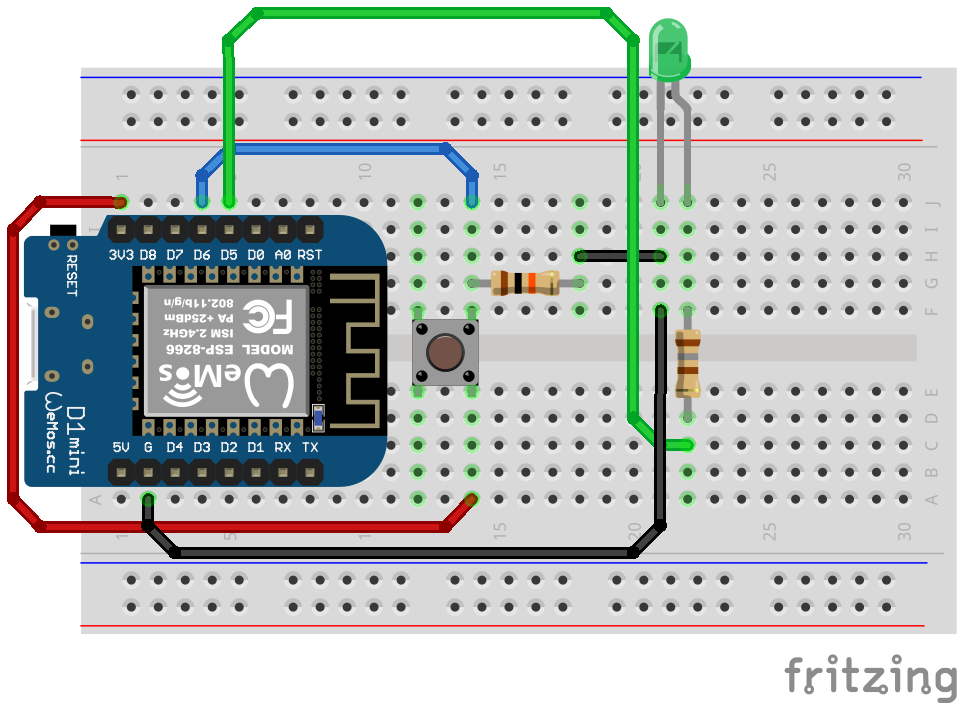 1 5 10 15 20 25 30
J
I
H
G
F
3V3 D8 D7 D6 D5 D0 A0 RST
RESET
802.11b/g/n
PA +25dBm
ISM 2.4GHz
ESP-8266
MODEL
FC
WeMos
D1 mini
WeMos.cc
5V G D4 D3 D2 D1 RX TX
E
D
C
B
A A
1 5 15 20 25 30
fritzing